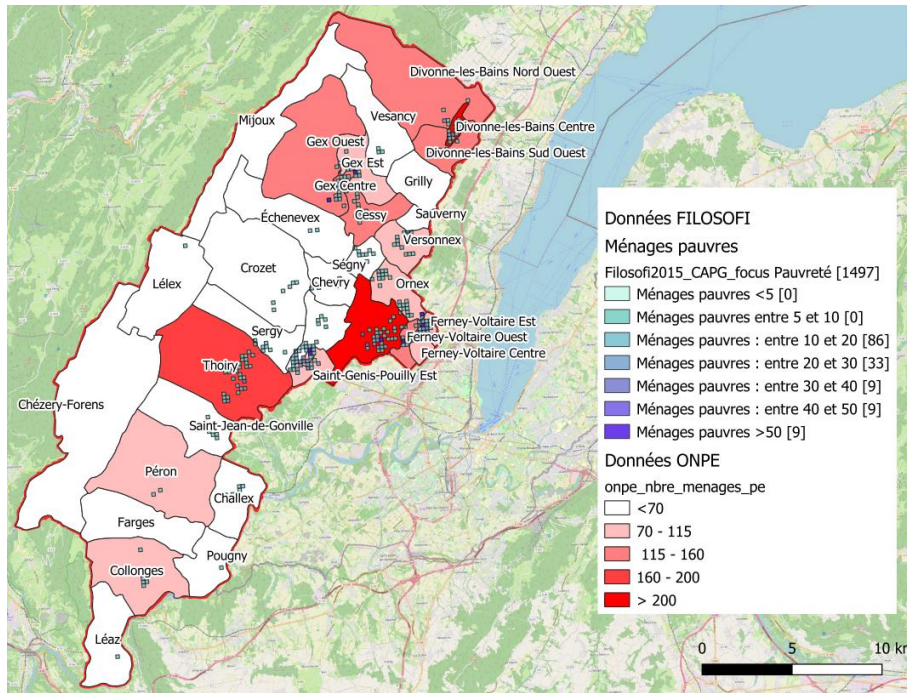 Divonne-les-Bains Nord Ouest
Mijoux
Vesancy
Divonne-les-Bains Centre
Gex Ouest
Divonne-les-Bains Sud Ouest
Gex Est
Gex Centre
Grilly
Cessy
Sauverny
Échenevex
Versonnex
Ségny
Lélex
Crozet
Chevry
Ornex
Ferney-Voltaire Est
Sergy
Ferney-Voltaire Ouest
Ferney-Voltaire Centre
Thoiry
Saint-Genis-Pouilly Est
Chézery-Forens
Saint-Jean-de-Gonville
Péron
Challex
Farges
Pougny
Collonges
Léaz
Données FILOSOFI
Ménages pauvres
Filosofi2015_CAPG_focus Pauvreté [1497]
Ménages pauvres <5 [0]
Ménages pauvres entre 5 et 10 [0]
Ménages pauvres : entre 10 et 20 [86]
Ménages pauvres : entre 20 et 30 [33]
Ménages pauvres : entre 30 et 40 [9]
Ménages pauvres : entre 40 et 50 [9]
Ménages pauvres >50 [9]
Données ONPE
onpe_nbre_menages_pe
<70
70 - 115
115 - 160
160 - 200
> 200
0 5 10 km